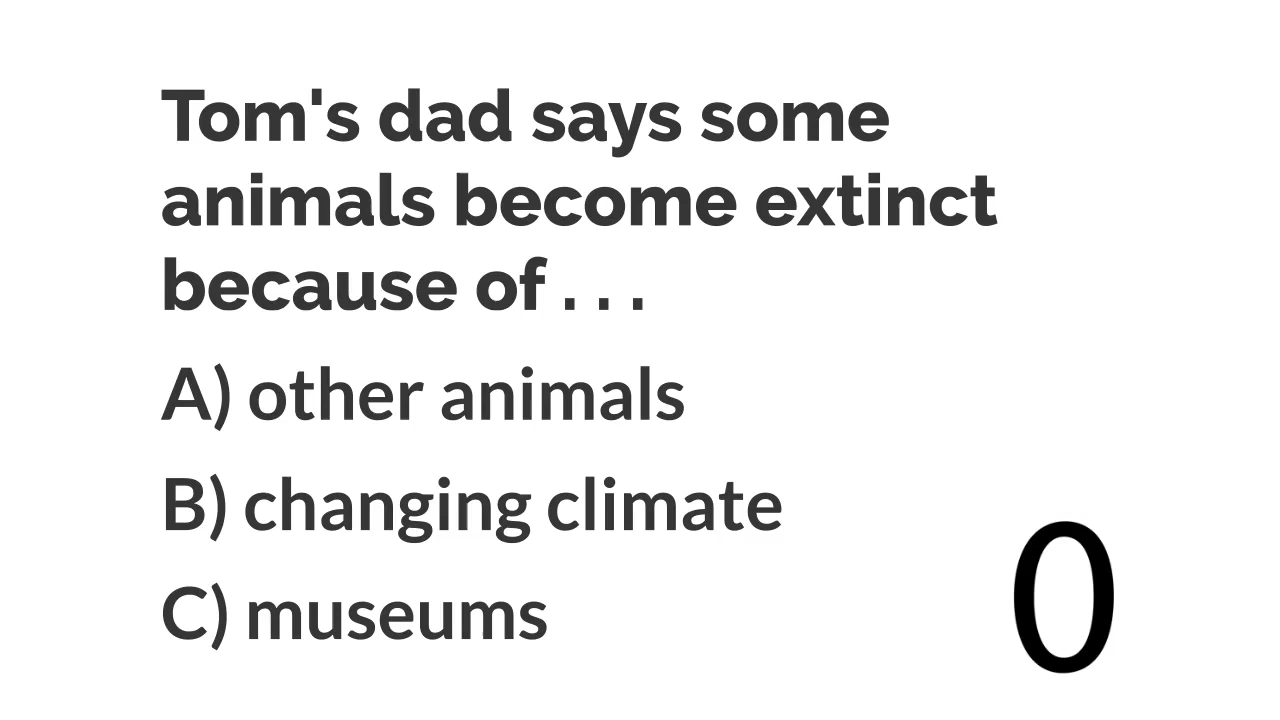 Tom's dad says some
animals become extinct
because of . . .
A) other animals
B) changing climate
C) museums
0